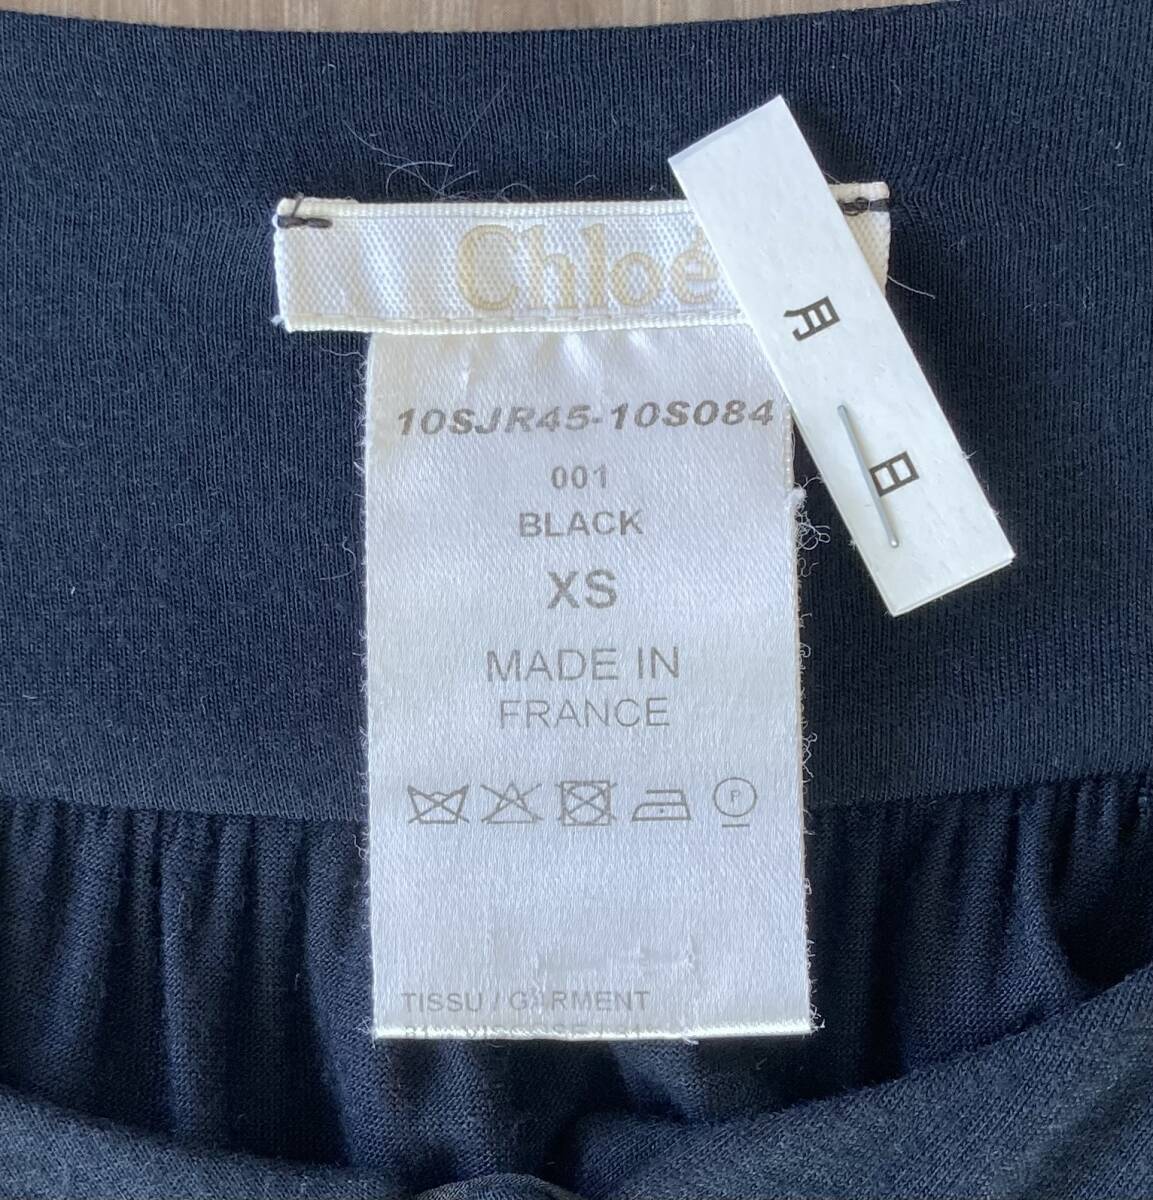 Chloé
月
日
10SJR45-10S084
001
BLACK
XS
MADE IN
FRANCE
P
TISSU / GARMENT